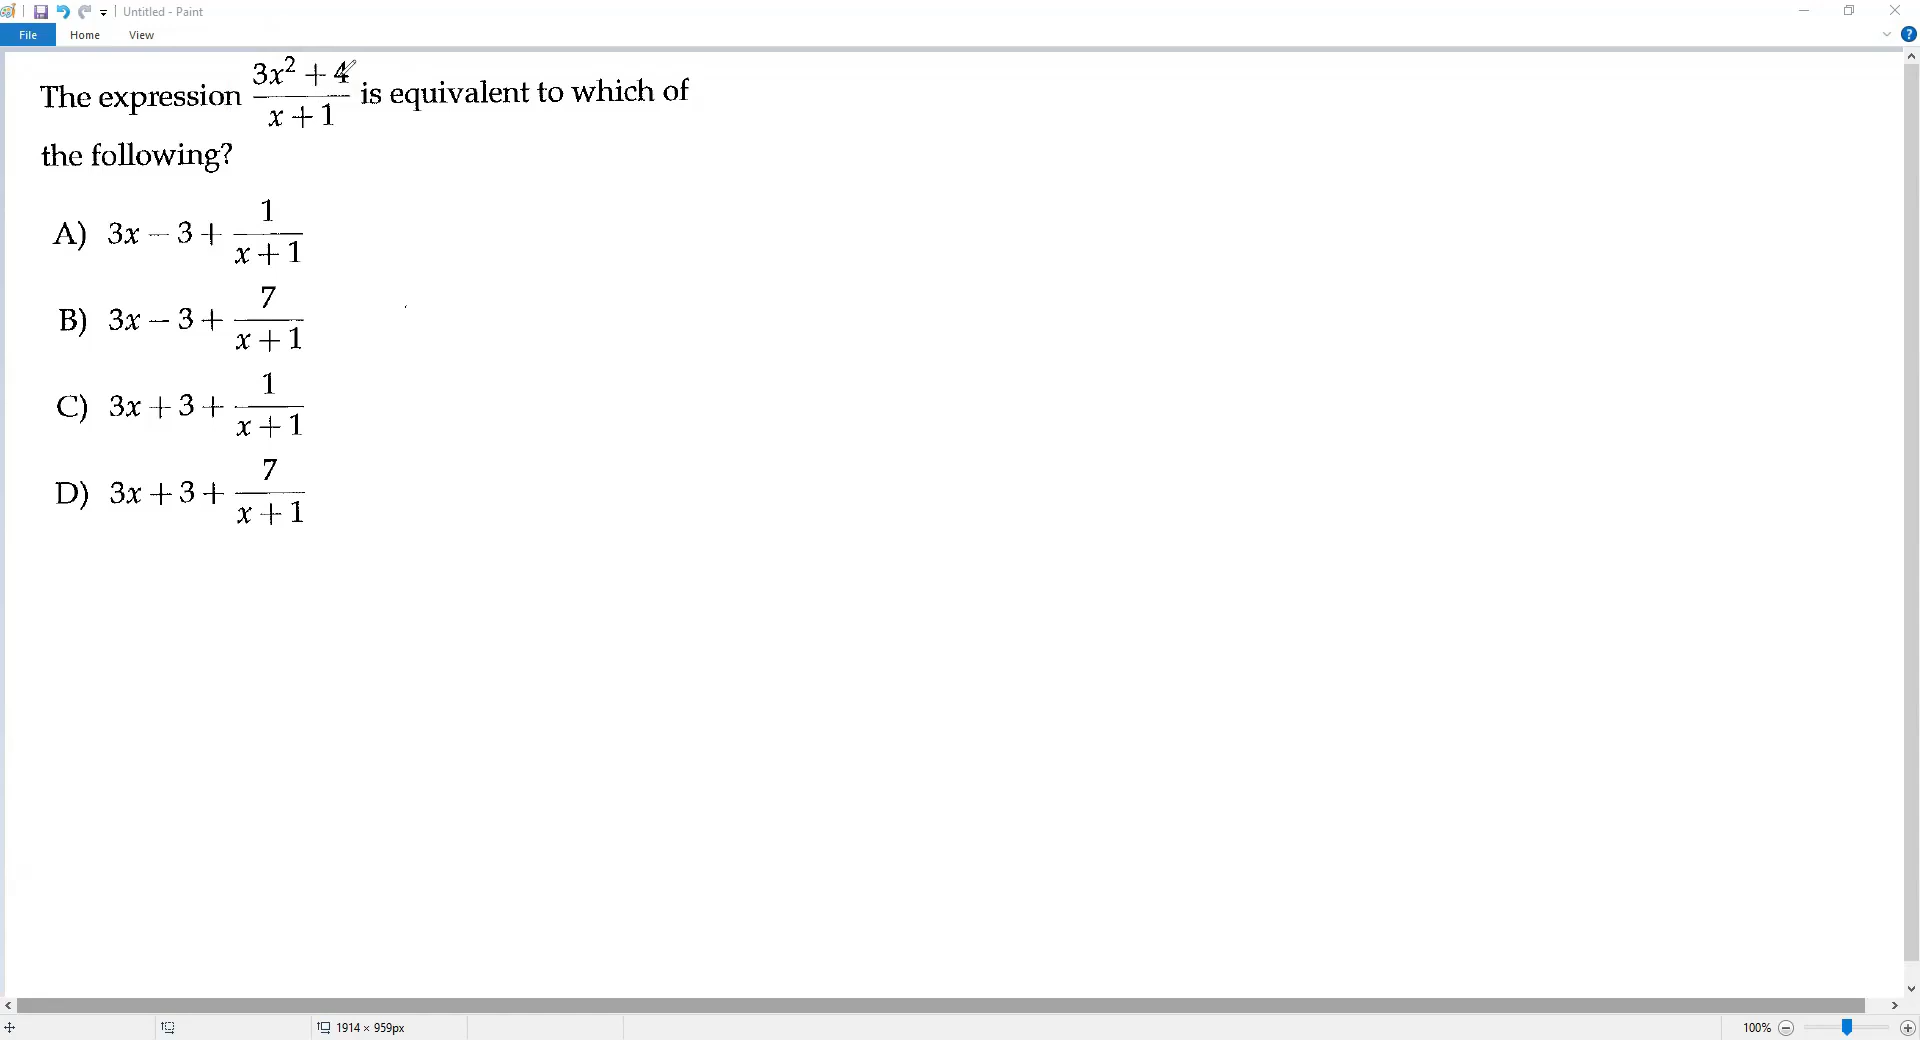 Untitled - Paint
File Home View
The expression (3x² + 4)/(x + 1) is equivalent to which of
the following?
A) 3x − 3 + 1/(x + 1)
B) 3x − 3 + 7/(x + 1)
C) 3x + 3 + 1/(x + 1)
D) 3x + 3 + 7/(x + 1)
1914 × 959px 100%